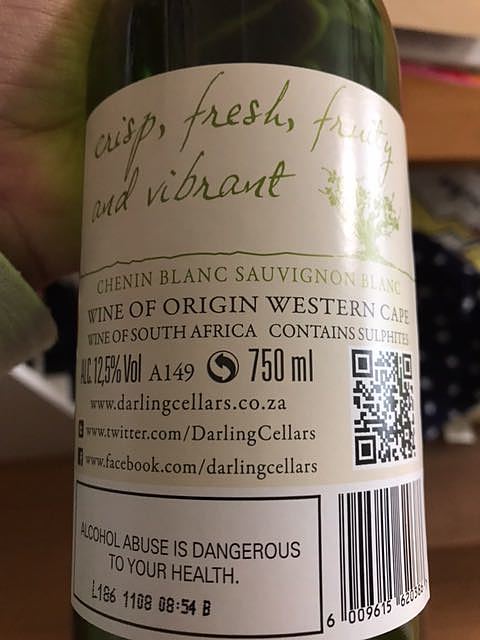 crisp, fresh, fruity
and vibrant
CHENIN BLANC SAUVIGNON BLANC
WINE OF ORIGIN WESTERN CAPE
WINE OF SOUTH AFRICA CONTAINS SULPHITES
ALC.12,5% Vol A149 750 ml
www.darlingcellars.co.za
www.twitter.com/DarlingCellars
www.facebook.com/darlingcellars
ALCOHOL ABUSE IS DANGEROUS
TO YOUR HEALTH.
L186 1108 08:54 B
6 009615